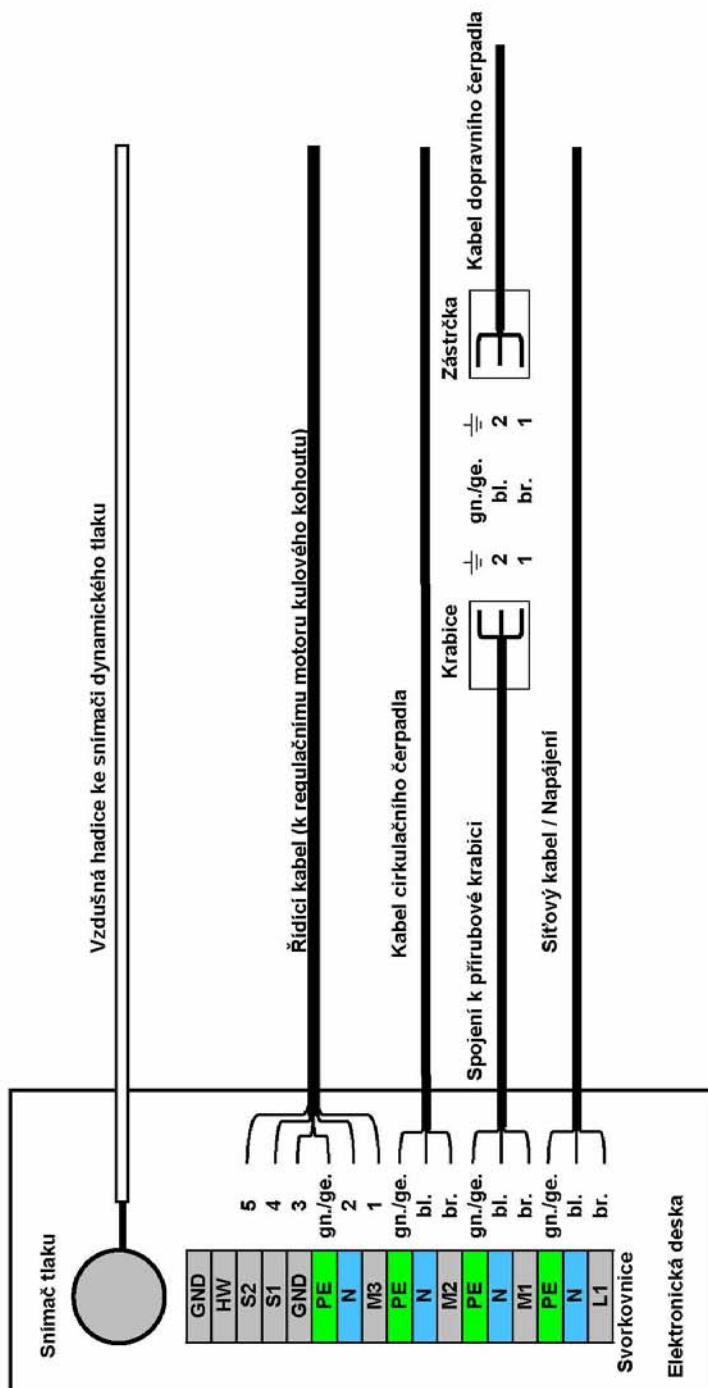 Snímač tlaku
Vzdušná hadice ke snímači dynamického tlaku
GND
HW
S2 5
S1 4
GND 3
PE gn./ge.
N 2
M3 1
Řídicí kabel (k regulačnímu motoru kulového kohoutu)
PE gn./ge.
N bl.
M2 br.
Kabel cirkulačního čerpadla
PE gn./ge.
N bl.
M1 br.
Spojení k přírubové krabici
Krabice
2
1
gn./ge.
bl.
br.
2
1
Zástrčka
Kabel dopravního čerpadla
PE gn./ge.
N bl.
L1 br.
Síťový kabel / Napájení
Svorkovnice
Elektronická deska